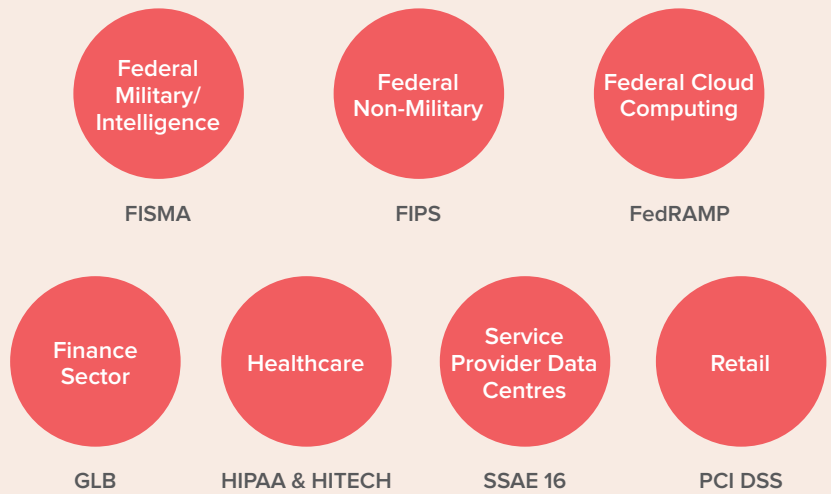 Federal
Military/
Intelligence
Federal
Non-Military
Federal Cloud
Computing
FISMA
FIPS
FedRAMP
Finance
Sector
Healthcare
Service
Provider Data
Centres
Retail
GLB
HIPAA & HITECH
SSAE 16
PCI DSS